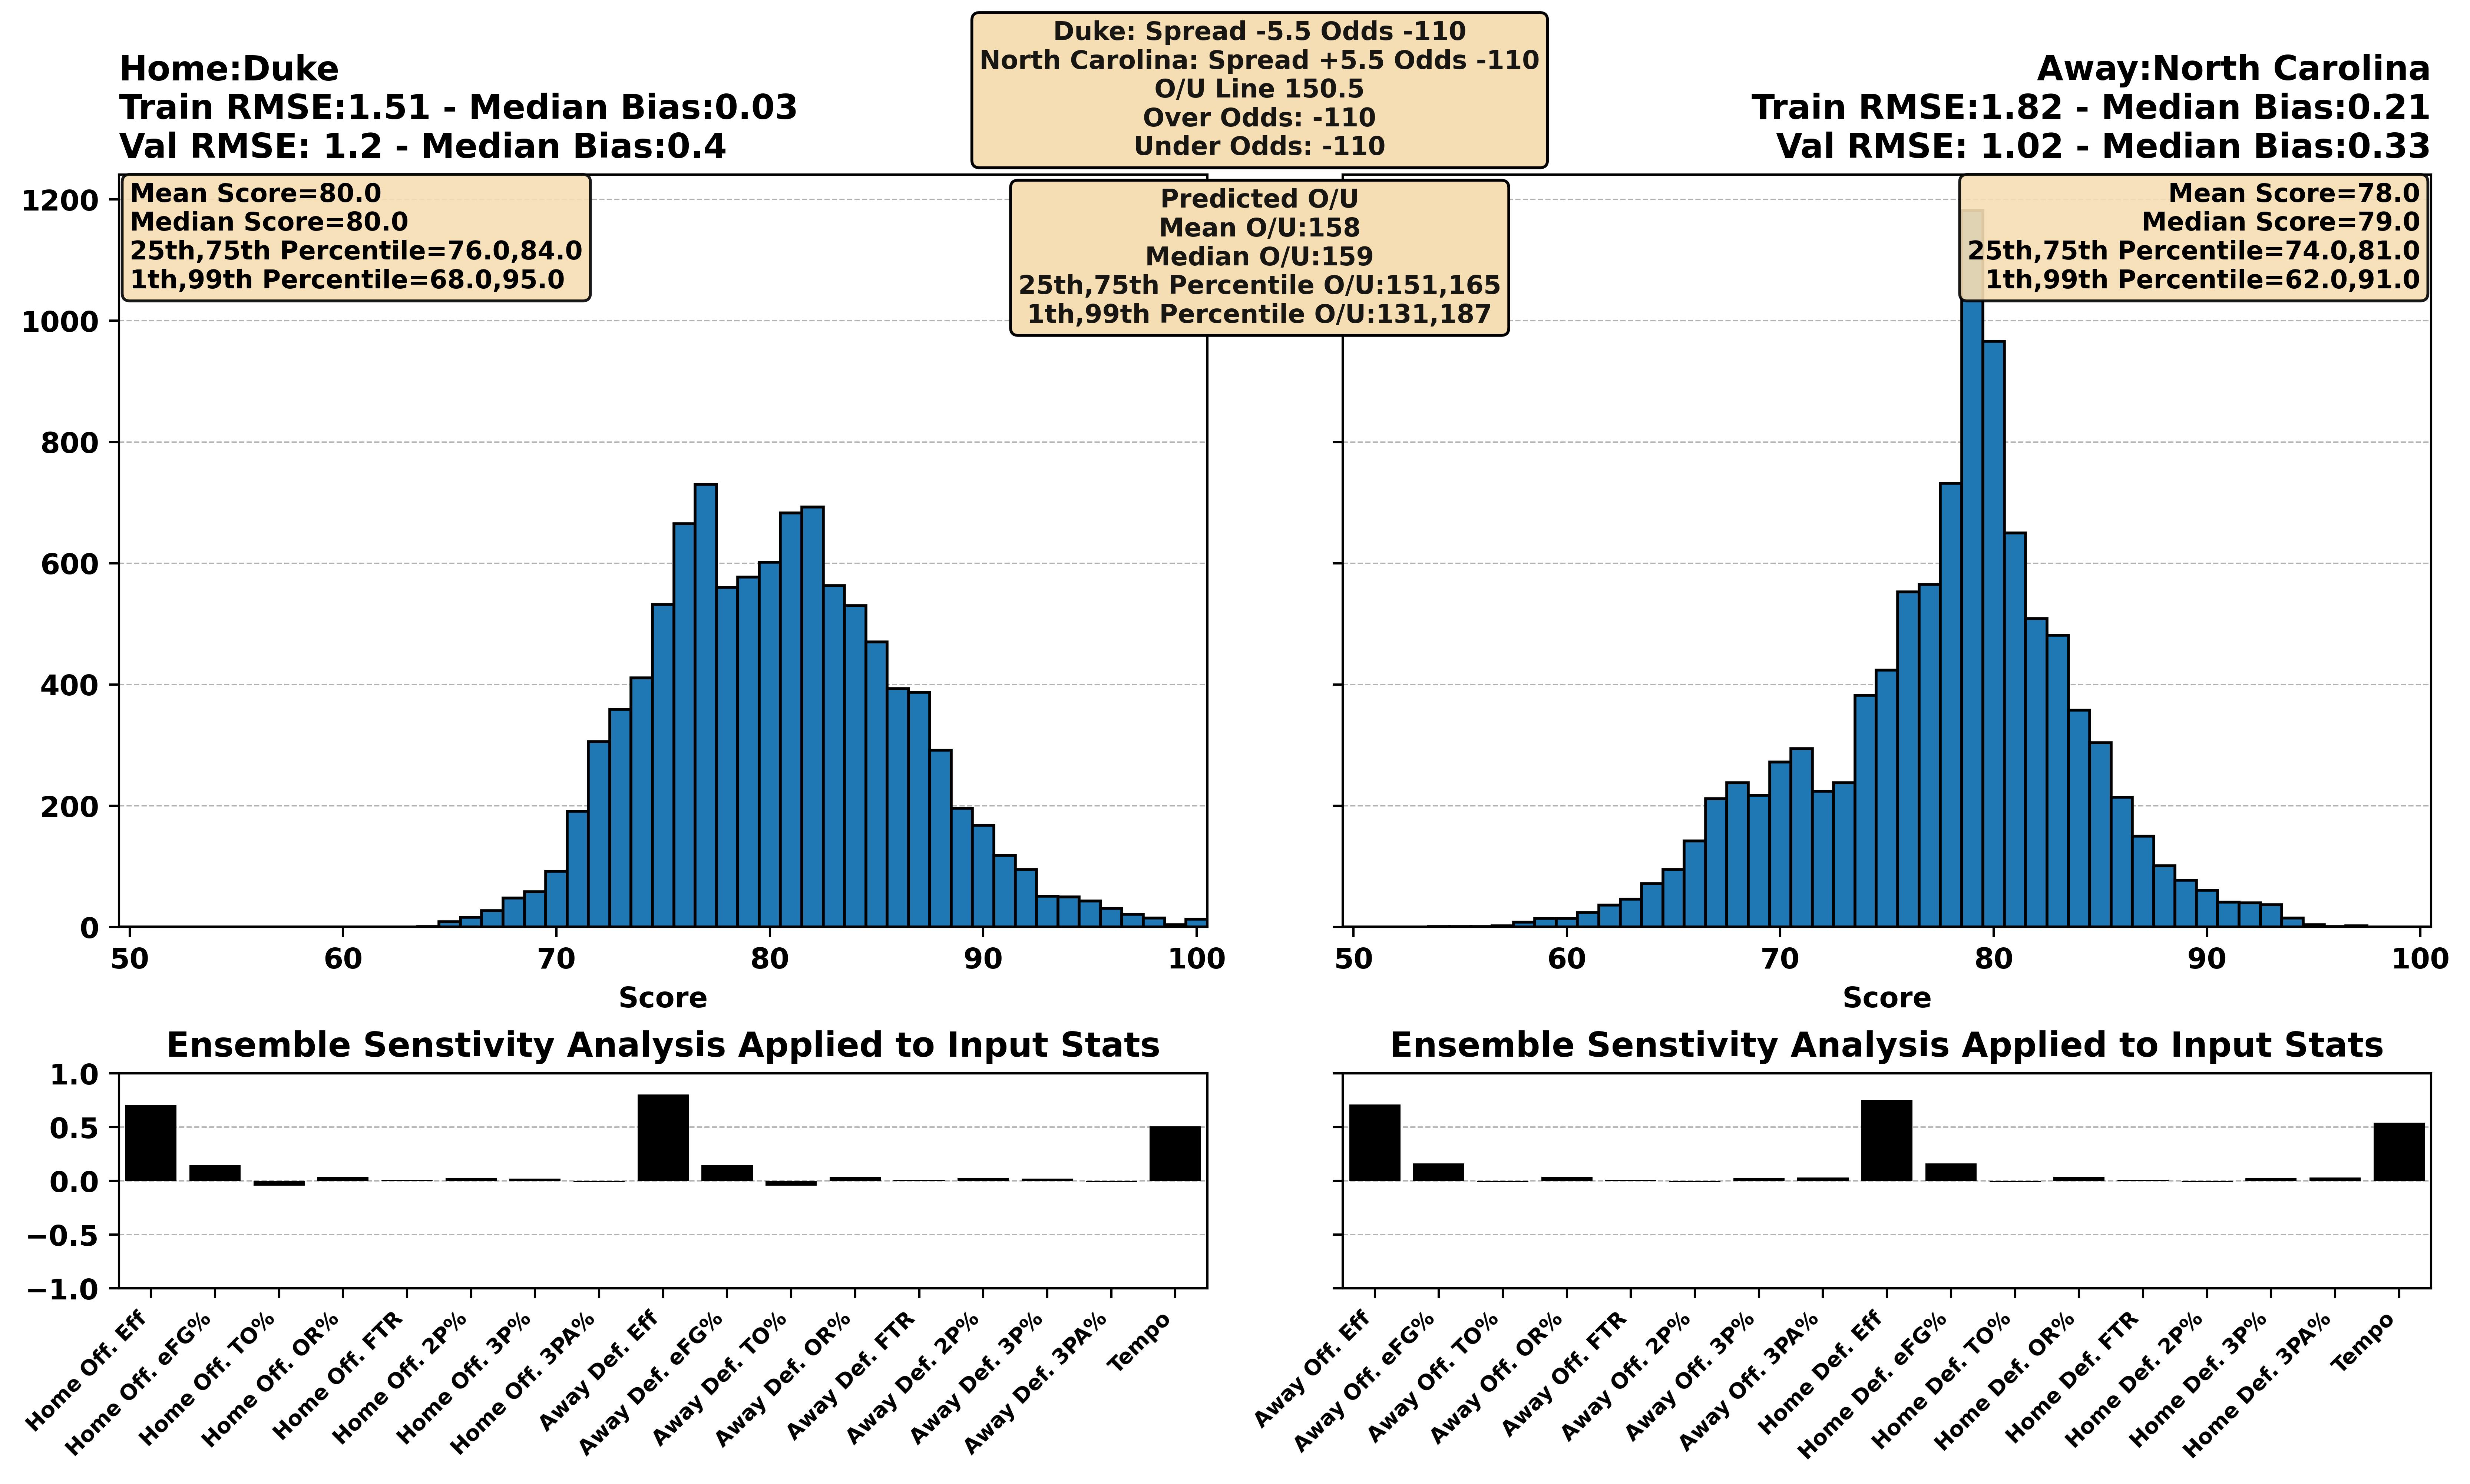 Duke: Spread -5.5 Odds -110
North Carolina: Spread +5.5 Odds -110
O/U Line 150.5
Over Odds: -110
Under Odds: -110
Home:Duke
Train RMSE:1.51 - Median Bias:0.03
Val RMSE: 1.2 - Median Bias:0.4
Away:North Carolina
Train RMSE:1.82 - Median Bias:0.21
Val RMSE: 1.02 - Median Bias:0.33
Mean Score=80.0
Median Score=80.0
25th,75th Percentile=76.0,84.0
1th,99th Percentile=68.0,95.0
Predicted O/U
Mean O/U:158
Median O/U:159
25th,75th Percentile O/U:151,165
1th,99th Percentile O/U:131,187
Mean Score=78.0
Median Score=79.0
25th,75th Percentile=74.0,81.0
1th,99th Percentile=62.0,91.0
1200
1000
800
600
400
200
0
50 60 70 80 90 100
Score
50 60 70 80 90 100
Score
Ensemble Senstivity Analysis Applied to Input Stats
1.0
0.5
0.0
−0.5
−1.0
Home Off. Eff
Home Off. eFG%
Home Off. TO%
Home Off. OR%
Home Off. FTR
Home Off. 2P%
Home Off. 3P%
Home Off. 3PA%
Away Def. Eff
Away Def. eFG%
Away Def. TO%
Away Def. OR%
Away Def. FTR
Away Def. 2P%
Away Def. 3P%
Away Def. 3PA%
Tempo
Ensemble Senstivity Analysis Applied to Input Stats
Away Off. Eff
Away Off. eFG%
Away Off. TO%
Away Off. OR%
Away Off. FTR
Away Off. 2P%
Away Off. 3P%
Away Off. 3PA%
Home Def. Eff
Home Def. eFG%
Home Def. TO%
Home Def. OR%
Home Def. FTR
Home Def. 2P%
Home Def. 3P%
Home Def. 3PA%
Tempo